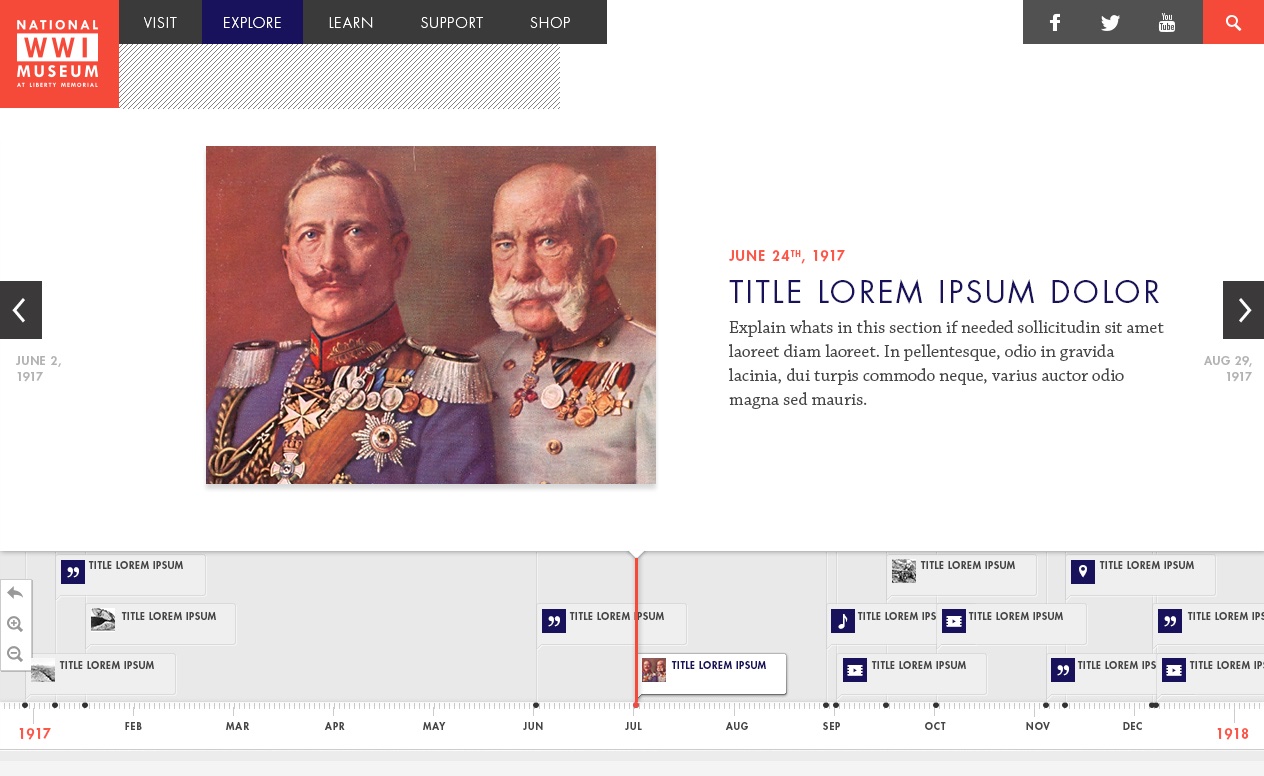 NATIONAL
WWI
MUSEUM
AT LIBERTY MEMORIAL
VISIT
EXPLORE
LEARN
SUPPORT
SHOP
You
Tube
JUNE 24TH, 1917
TITLE LOREM IPSUM DOLOR
Explain whats in this section if needed sollicitudin sit amet
laoreet diam laoreet. In pellentesque, odio in gravida
lacinia, dui turpis commodo neque, varius auctor odio
magna sed mauris.
JUNE 2,
1917
AUG 29,
1917
TITLE LOREM IPSUM
TITLE LOREM IPSUM
TITLE LOREM IPSUM
TITLE LOREM IPSUM
TITLE LOREM IPSUM
TITLE LOREM IPS
TITLE LOREM IPSUM
TITLE LOREM IPS
TITLE LOREM IPSUM
TITLE LOREM IPSUM
TITLE LOREM IPSUM
TITLE LOREM IPS
TITLE LOREM IPS
1917
FEB
MAR
APR
MAY
JUN
JUL
AUG
SEP
OCT
NOV
DEC
1918